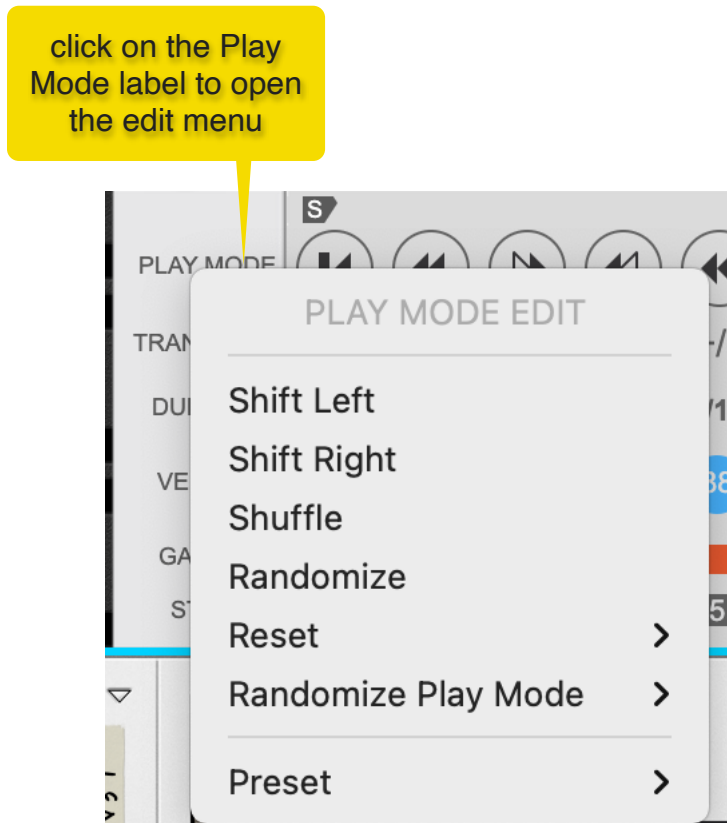 click on the Play
Mode label to open
the edit menu
S
PLAY MODE
PLAY MODE EDIT
Shift Left
Shift Right
Shuffle
Randomize
Reset
Randomize Play Mode
Preset